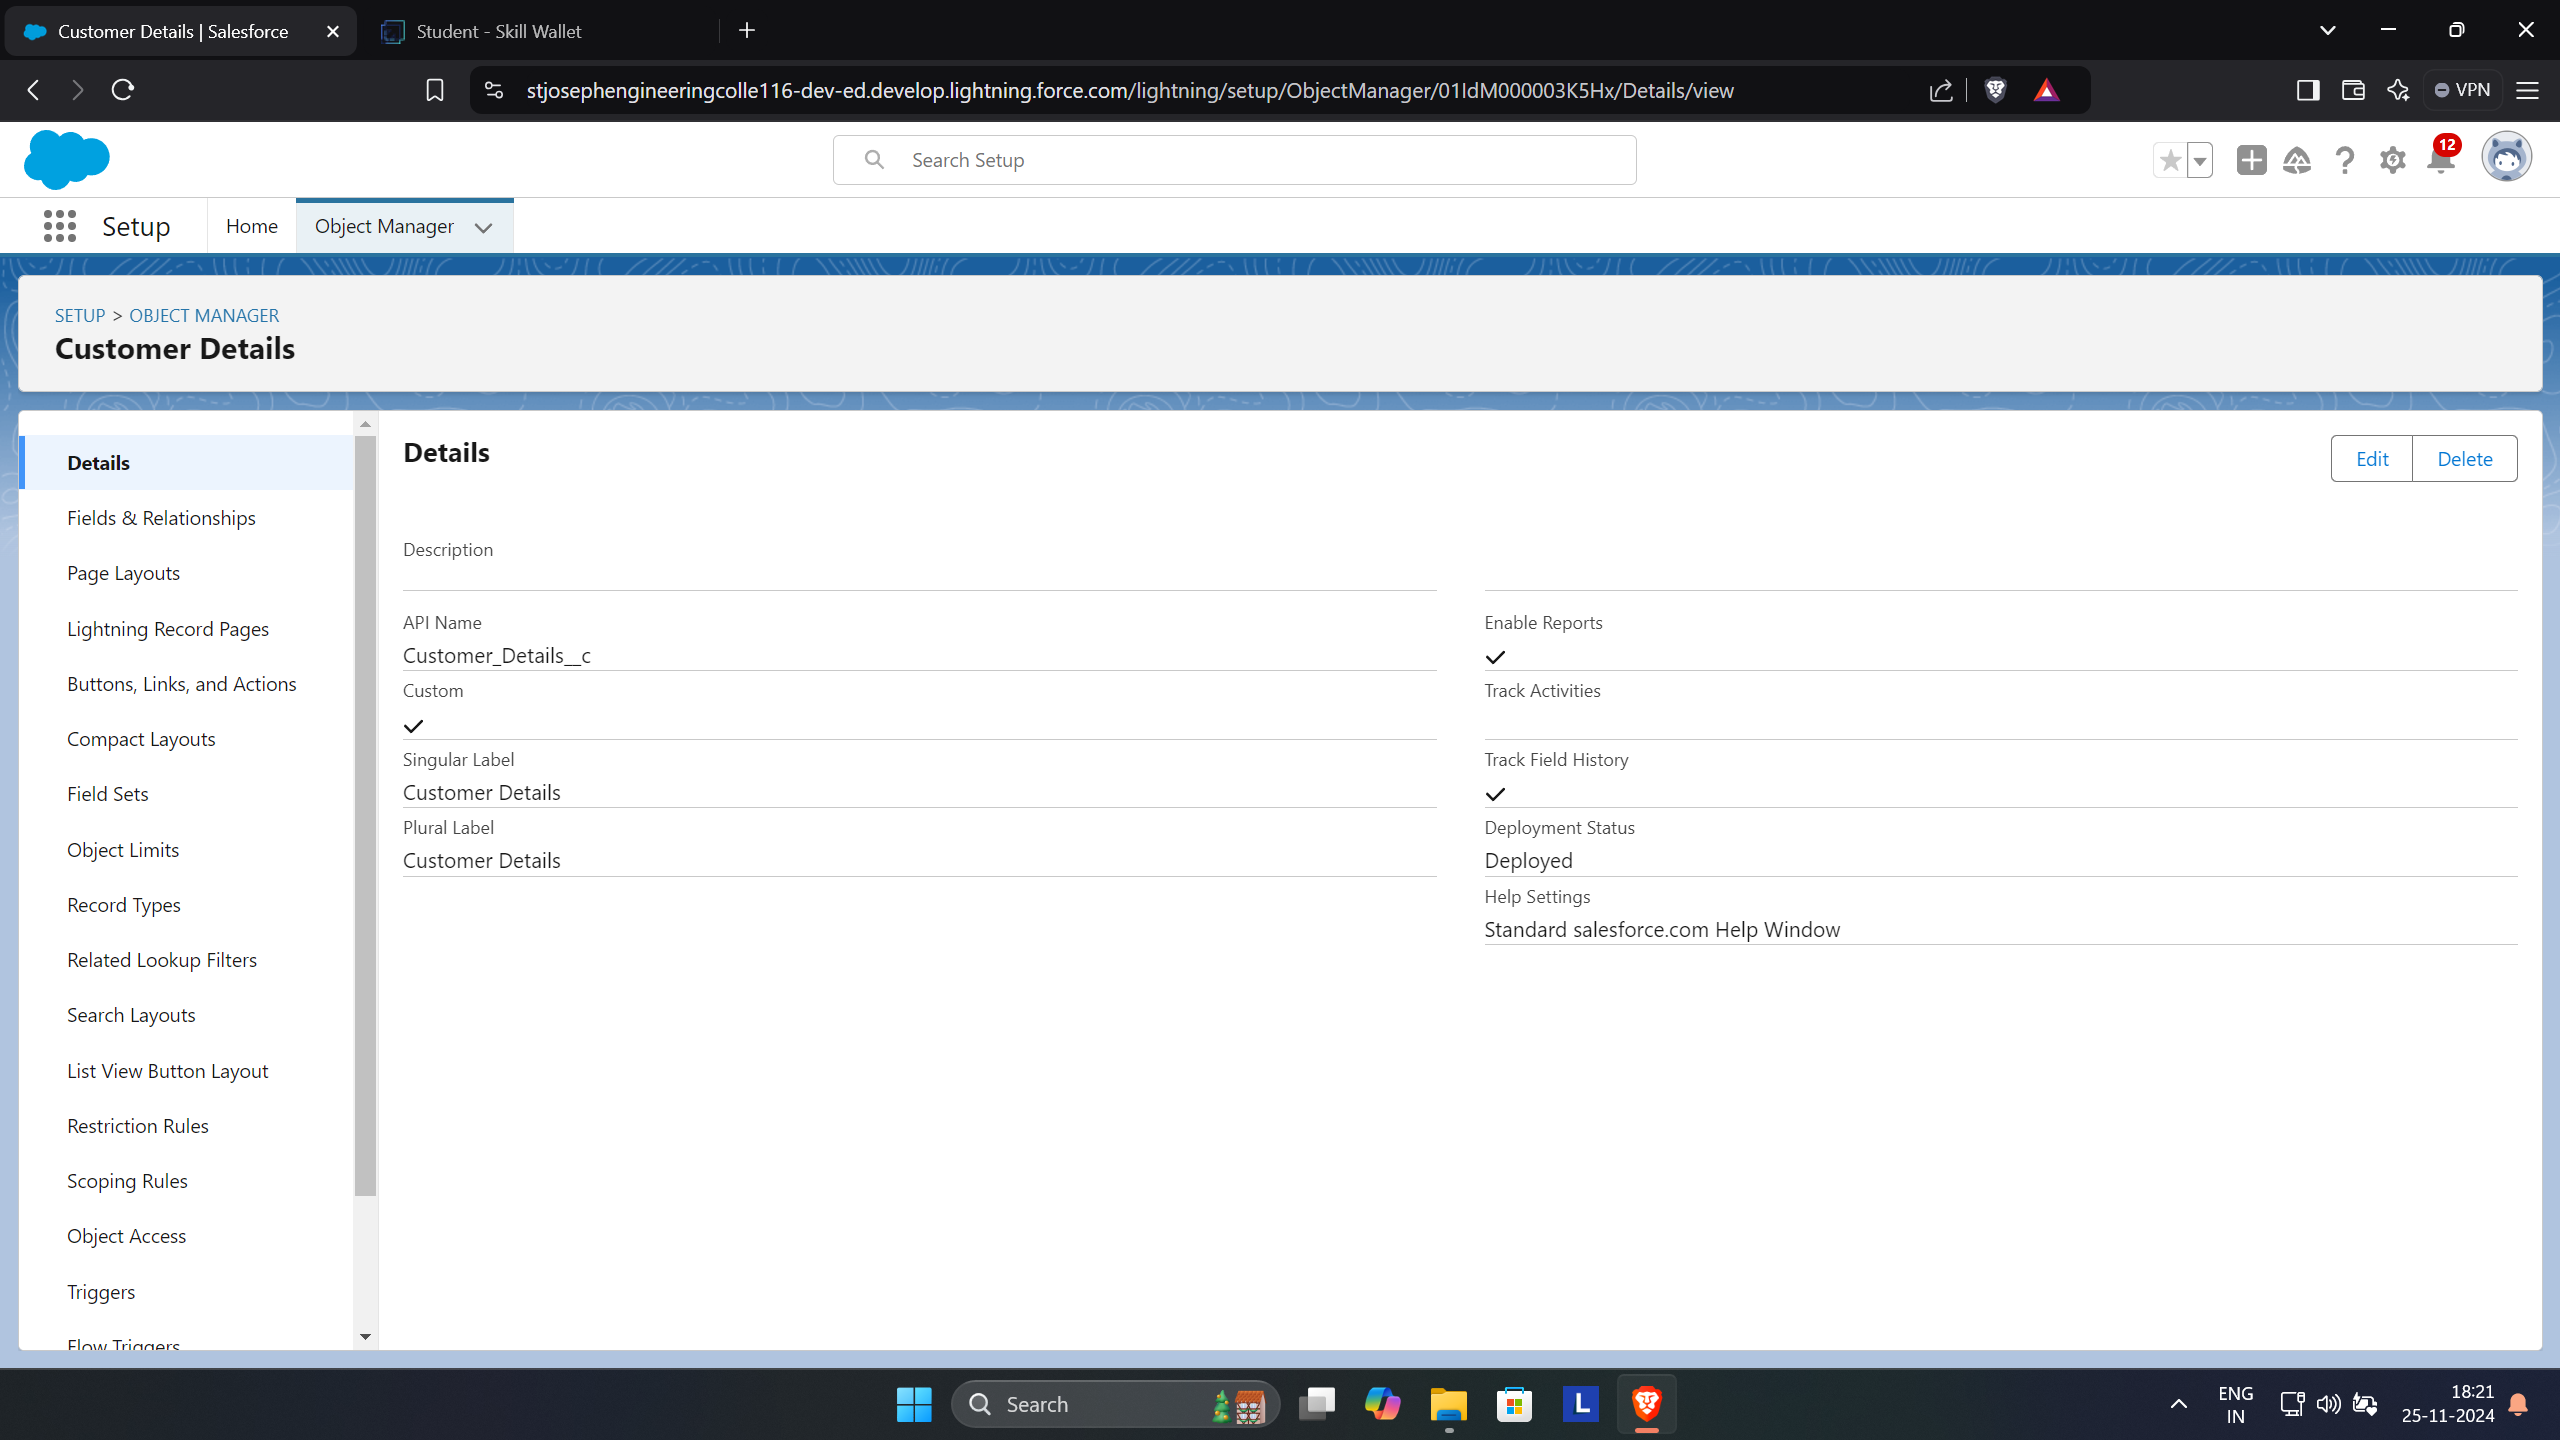 Customer Details | Salesforce
Student - Skill Wallet
stjosephengineeringcolle116-dev-ed.develop.lightning.force.com/lightning/setup/ObjectManager/01IdM000003K5Hx/Details/view
VPN
Search Setup
12
Setup
Home
Object Manager
SETUP > OBJECT MANAGER
Customer Details
Details
Fields & Relationships
Page Layouts
Lightning Record Pages
Buttons, Links, and Actions
Compact Layouts
Field Sets
Object Limits
Record Types
Related Lookup Filters
Search Layouts
List View Button Layout
Restriction Rules
Scoping Rules
Object Access
Triggers
Flow Triggers
Details
Edit
Delete
Description
API Name
Customer_Details__c
Custom
Singular Label
Customer Details
Plural Label
Customer Details
Enable Reports
Track Activities
Track Field History
Deployment Status
Deployed
Help Settings
Standard salesforce.com Help Window
Search
L
ENG
IN
18:21
25-11-2024